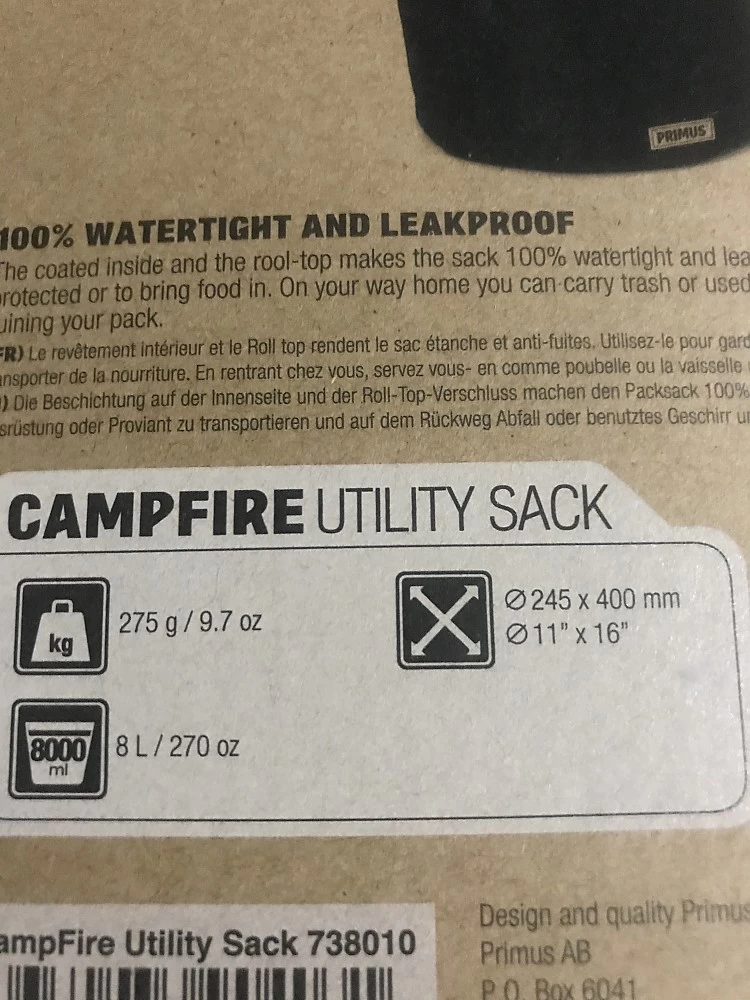 PRIMUS
100% WATERTIGHT AND LEAKPROOF
The coated inside and the rool-top makes the sack 100% watertight and lea
rotected or to bring food in. On your way home you can carry trash or used
uining your pack.
FR) Le revêtement intérieur et le Roll top rendent le sac étanche et anti-fuites. Utilisez-le pour gard
ansporter de la nourriture. En rentrant chez vous, servez vous- en comme poubelle ou la vaisselle
) Die Beschichtung auf der Innenseite und der Roll-Top-Verschluss machen den Packsack 100%
srüstung oder Proviant zu transportieren und auf dem Rückweg Abfall oder benutztes Geschirr
CAMPFIRE UTILITY SACK
kg
275 g / 9.7 oz
Ø 245 x 400 mm
Ø 11” x 16”
8000
ml
8 L / 270 oz
ampFire Utility Sack 738010
Design and quality Primus
Primus AB
P.O. Box 6041